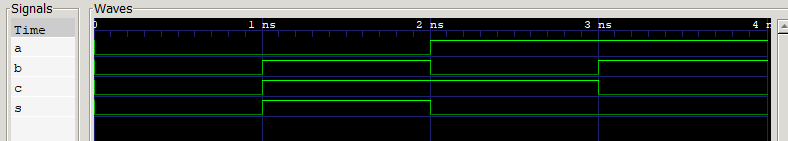 Signals
Waves
Time
0 1 ns 2 ns 3 ns 4 n
a
b
c
s